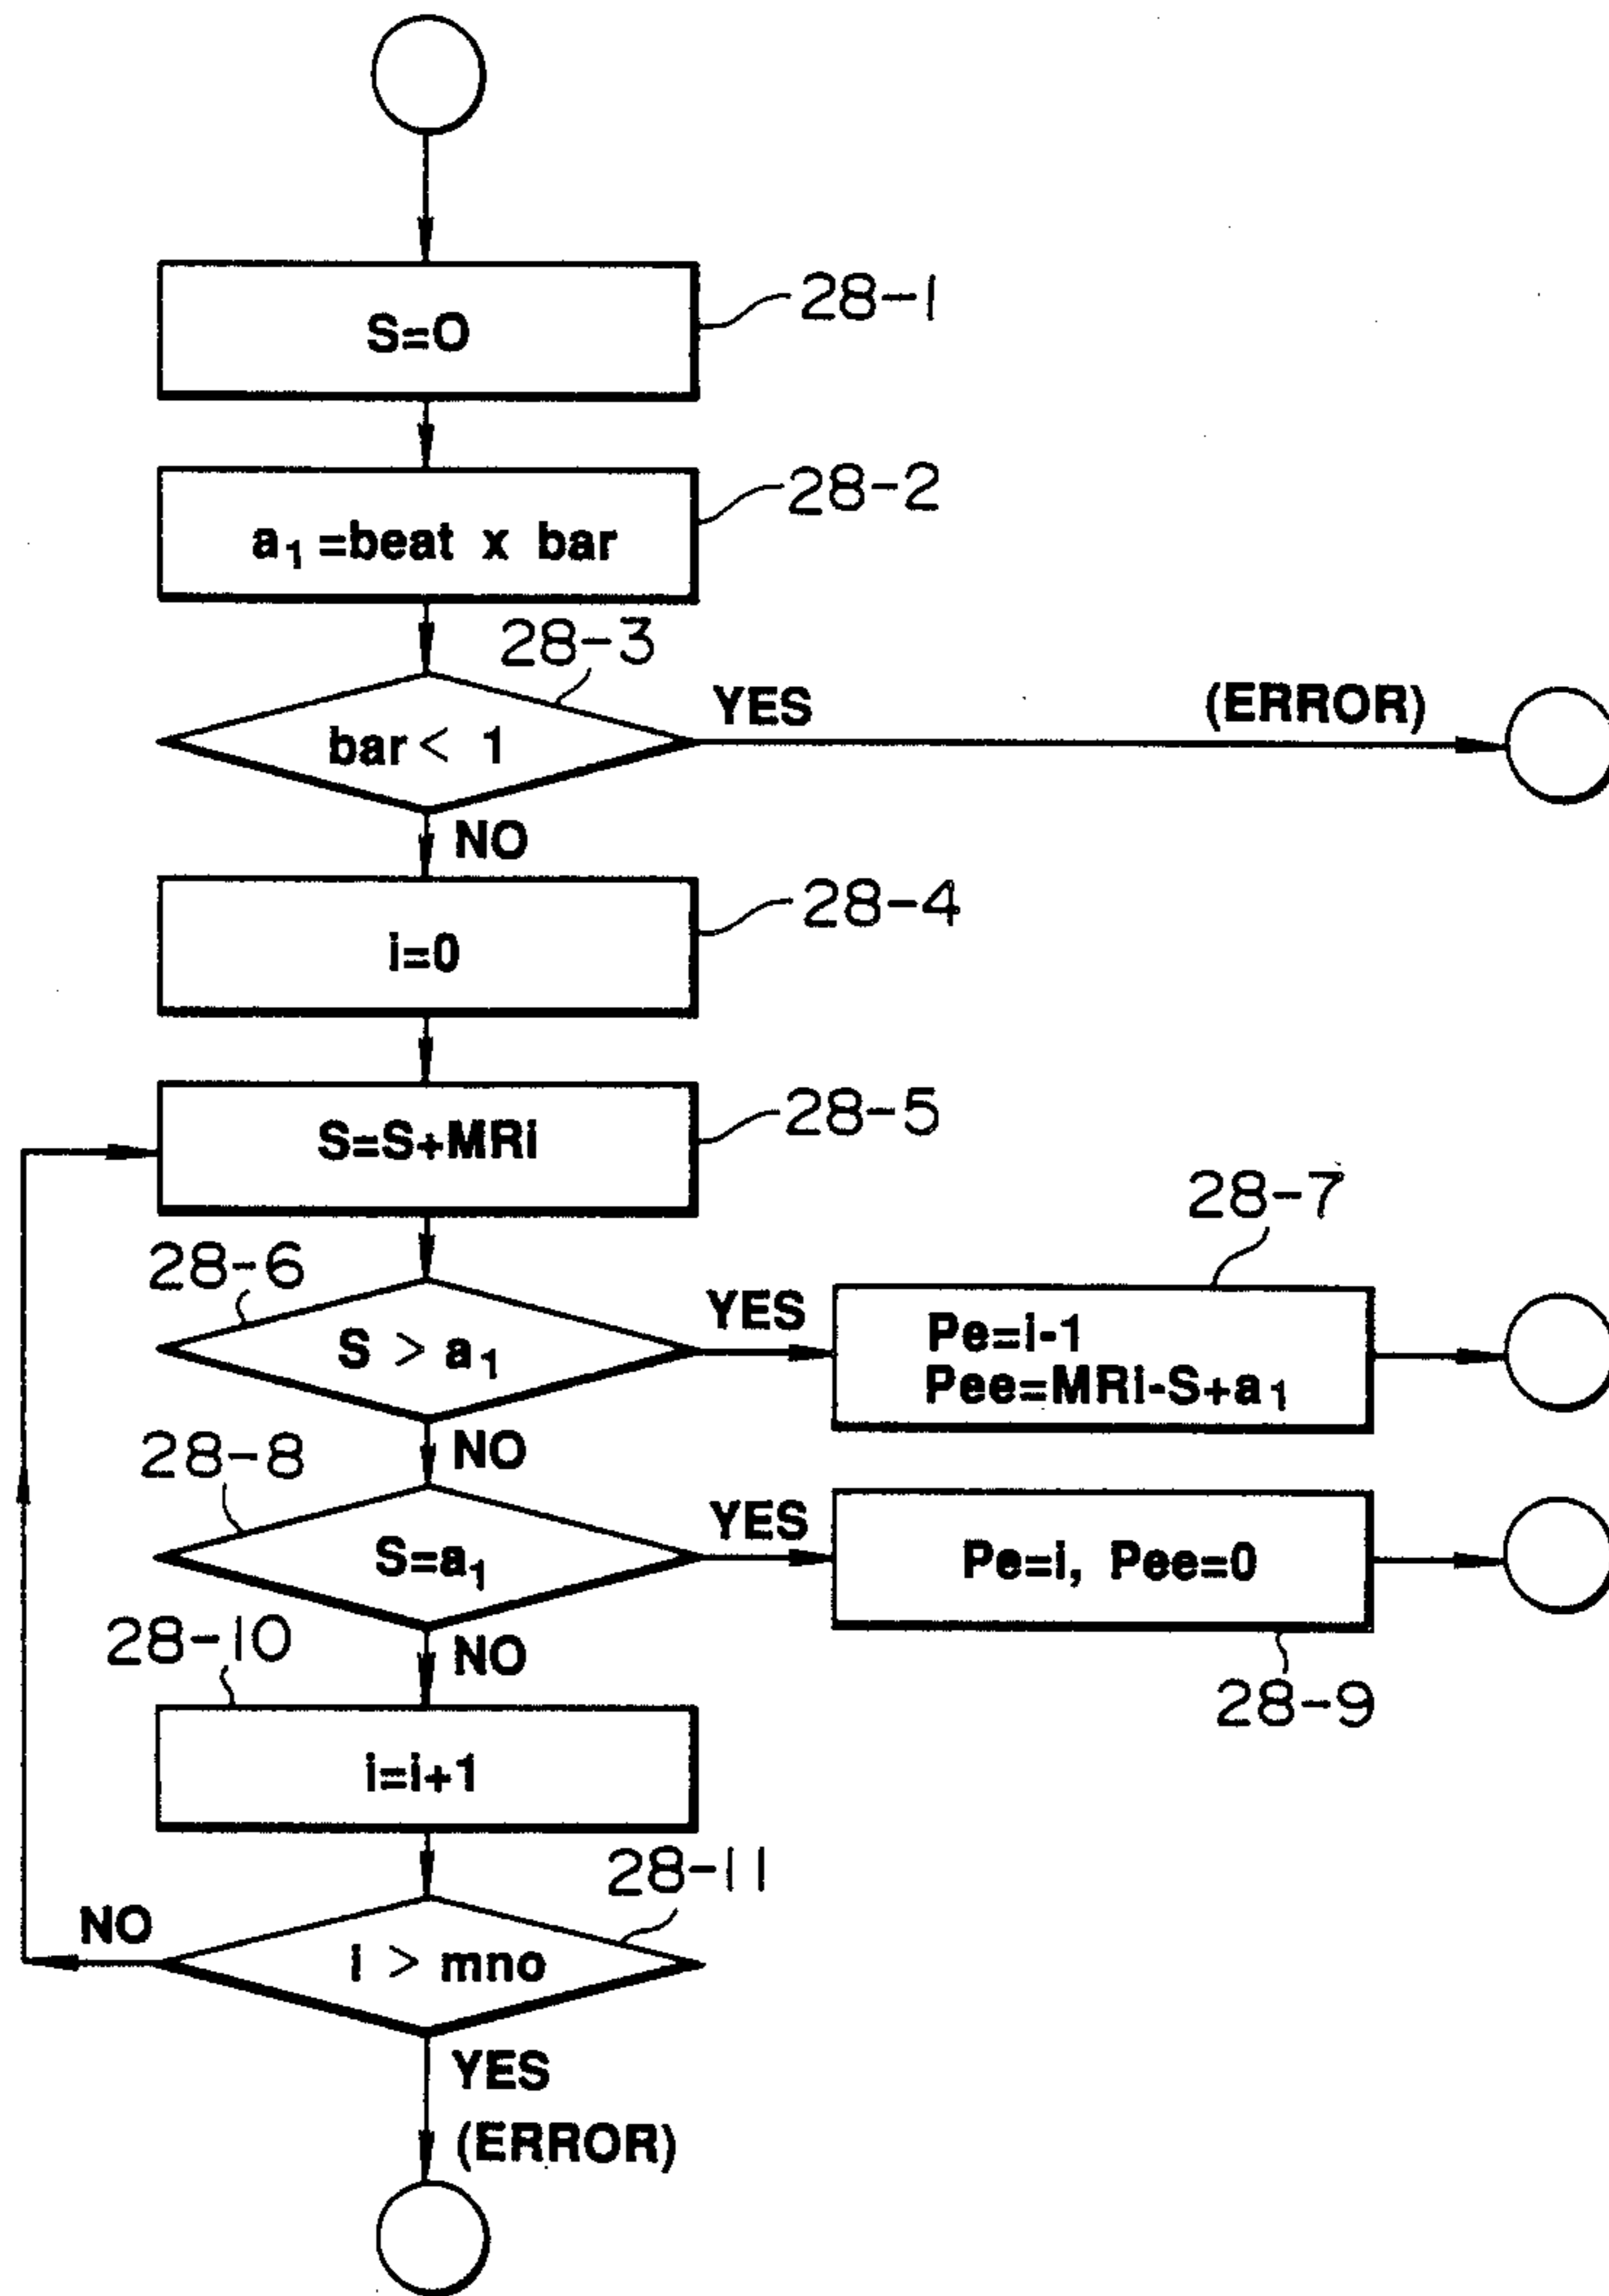 S=0
28-1
a1=beat x bar
28-2
28-3
bar < 1
YES
(ERROR)
NO
i=0
28-4
S=S+MRi
28-5
28-6
S > a1
YES
28-7
Pe=i-1
Pee=MRi-S+a1
NO
28-8
S=a1
YES
Pe=i, Pee=0
28-9
NO
28-10
i=i+1
28-11
i > mno
NO
YES
(ERROR)